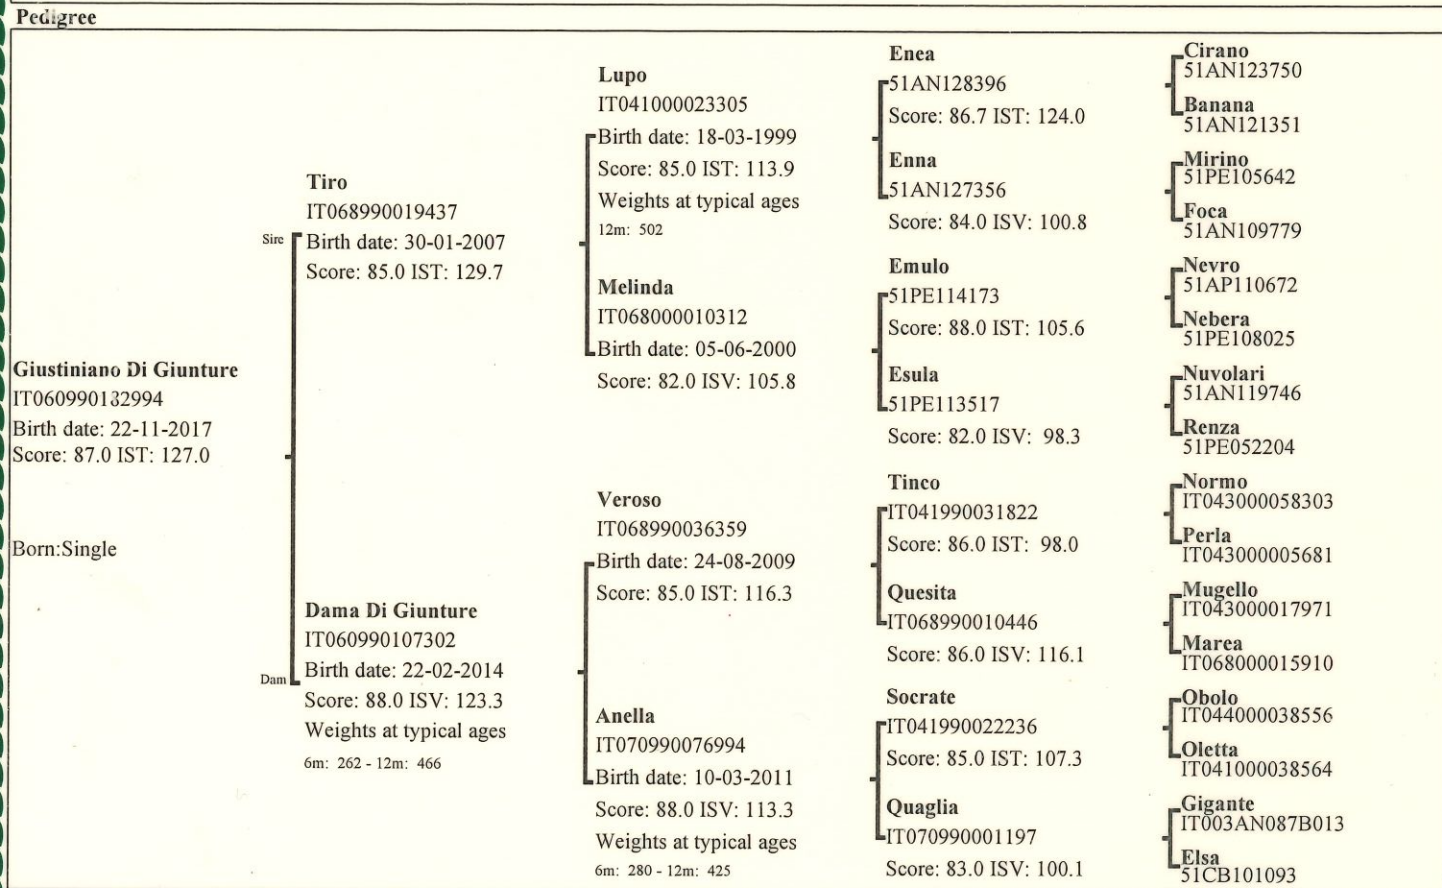 Pedigree
Giustiniano Di Giunture
IT060990132994
Birth date: 22-11-2017
Score: 87.0 IST: 127.0
Born:Single
Sire
Tiro
IT068990019437
Birth date: 30-01-2007
Score: 85.0 IST: 129.7
Dam
Dama Di Giunture
IT060990107302
Birth date: 22-02-2014
Score: 88.0 ISV: 123.3
Weights at typical ages
6m: 262 - 12m: 466
Lupo
IT041000023305
Birth date: 18-03-1999
Score: 85.0 IST: 113.9
Weights at typical ages
12m: 502
Melinda
IT068000010312
Birth date: 05-06-2000
Score: 82.0 ISV: 105.8
Veroso
IT068990036359
Birth date: 24-08-2009
Score: 85.0 IST: 116.3
Anella
IT070990076994
Birth date: 10-03-2011
Score: 88.0 ISV: 113.3
Weights at typical ages
6m: 280 - 12m: 425
Enea
51AN128396
Score: 86.7 IST: 124.0
Enna
51AN127356
Score: 84.0 ISV: 100.8
Emulo
51PE114173
Score: 88.0 IST: 105.6
Esula
51PE113517
Score: 82.0 ISV: 98.3
Tinco
IT041990031822
Score: 86.0 IST: 98.0
Quesita
IT068990010446
Score: 86.0 ISV: 116.1
Socrate
IT041990022236
Score: 85.0 IST: 107.3
Quaglia
IT070990001197
Score: 83.0 ISV: 100.1
Cirano
51AN123750
Banana
51AN121351
Mirino
51PE105642
Foca
51AN109779
Nevro
51AP110672
Nebera
51PE108025
Nuvolari
51AN119746
Renza
51PE052204
Normo
IT043000058303
Perla
IT043000005681
Mugello
IT043000017971
Marea
IT068000015910
Obolo
IT044000038556
Oletta
IT041000038564
Gigante
IT003AN087B013
Elsa
51CB101093